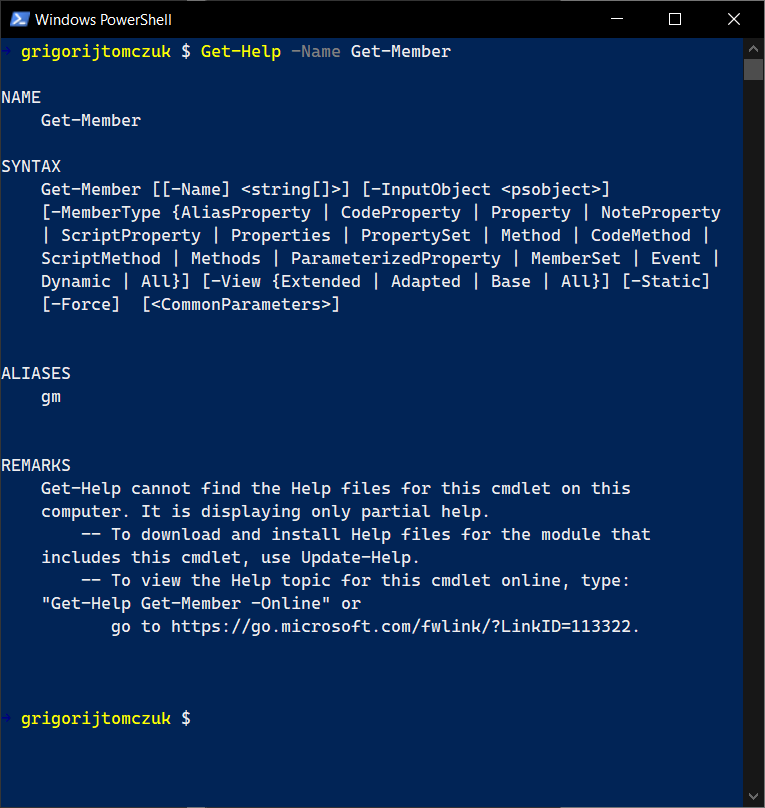 Windows PowerShell
→ grigorijtomczuk $ Get-Help -Name Get-Member
NAME
Get-Member
SYNTAX
Get-Member [[-Name] <string[]>] [-InputObject <psobject>]
[-MemberType {AliasProperty | CodeProperty | Property | NoteProperty
| ScriptProperty | Properties | PropertySet | Method | CodeMethod |
ScriptMethod | Methods | ParameterizedProperty | MemberSet | Event |
Dynamic | All}] [-View {Extended | Adapted | Base | All}] [-Static]
[-Force]  [<CommonParameters>]
ALIASES
gm
REMARKS
Get-Help cannot find the Help files for this cmdlet on this
computer. It is displaying only partial help.
-- To download and install Help files for the module that
includes this cmdlet, use Update-Help.
-- To view the Help topic for this cmdlet online, type:
"Get-Help Get-Member -Online" or
go to https://go.microsoft.com/fwlink/?LinkID=113322.
→ grigorijtomczuk $